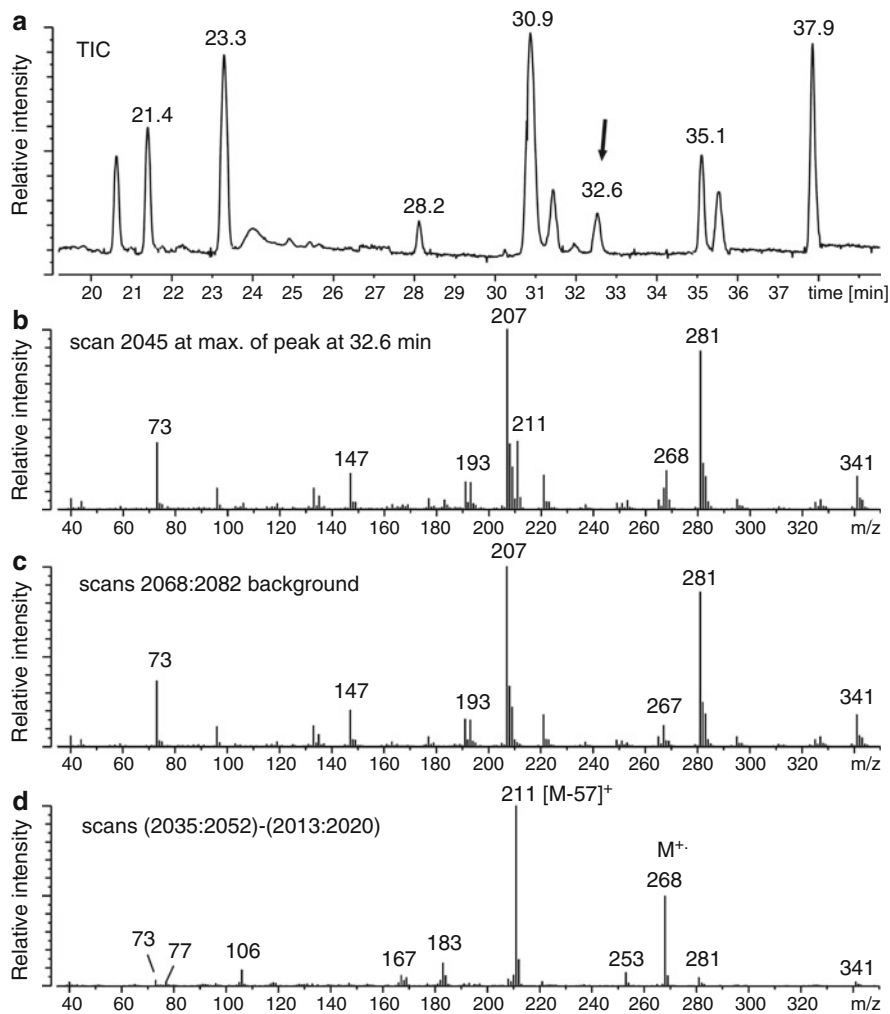 a
TIC
Relative intensity
21.4
23.3
28.2
30.9
32.6
35.1
37.9
20 21 22 23 24 25 26 27 28 29 30 31 32 33 34 35 36 37 time [min]
b
scan 2045 at max. of peak at 32.6 min
Relative intensity
73
147
193
207
211
268
281
341
40 60 80 100 120 140 160 180 200 220 240 260 280 300 320 m/z
c
scans 2068:2082 background
Relative intensity
73
147
193
207
267
281
341
40 60 80 100 120 140 160 180 200 220 240 260 280 300 320 m/z
d
scans (2035:2052)-(2013:2020)
Relative intensity
73
77
106
167
183
211 [M-57]⁺
253
M⁺·
268
281
341
40 60 80 100 120 140 160 180 200 220 240 260 280 300 320 m/z